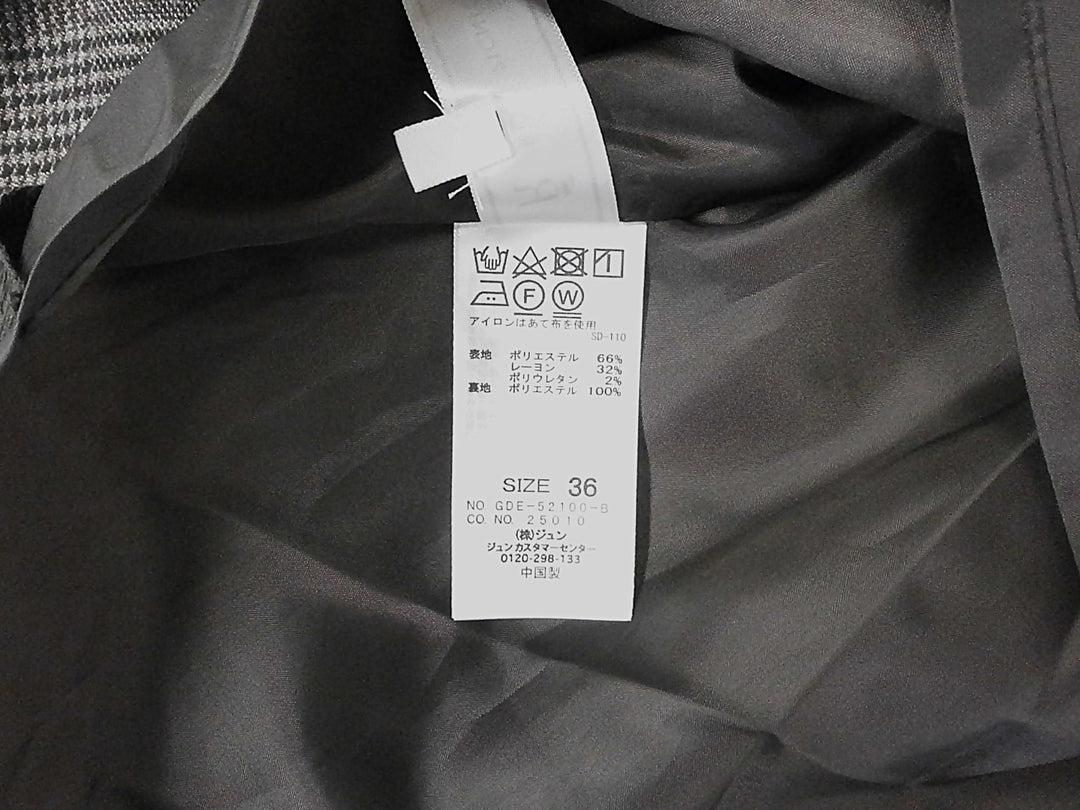 F W
アイロンはあて布を使用
SD-110
表地 ポリエステル 66%
レーヨン 32%
ポリウレタン 2%
裏地 ポリエステル 100%
SIZE 36
NO. GDE-52100-B
CO. NO. 25010
(株)ジュン
ジュンカスタマーセンター
0120-298-133
中国製